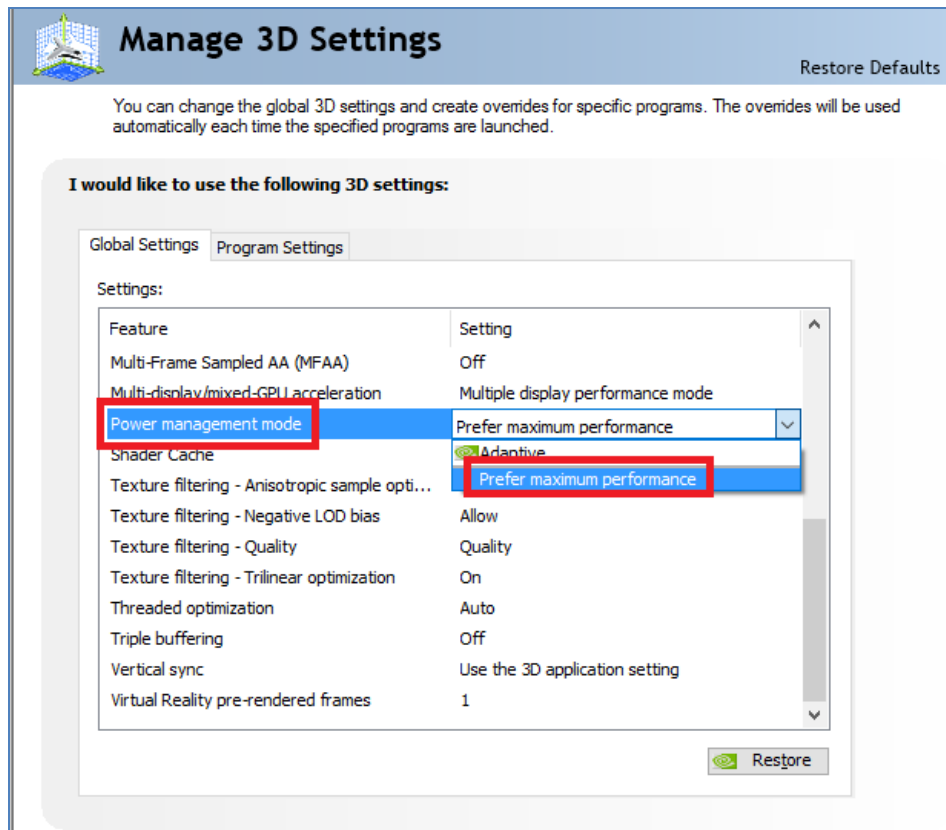 Manage 3D Settings
Restore Defaults
You can change the global 3D settings and create overrides for specific programs. The overrides will be used
automatically each time the specified programs are launched.
I would like to use the following 3D settings:
Global Settings Program Settings
Settings:
Feature Setting
Multi-Frame Sampled AA (MFAA) Off
Multi-display/mixed-GPU acceleration Multiple display performance mode
Power management mode Prefer maximum performance
Shader Cache Adaptive
Texture filtering - Anisotropic sample opti... Prefer maximum performance
Texture filtering - Negative LOD bias Allow
Texture filtering - Quality Quality
Texture filtering - Trilinear optimization On
Threaded optimization Auto
Triple buffering Off
Vertical sync Use the 3D application setting
Virtual Reality pre-rendered frames 1
Restore